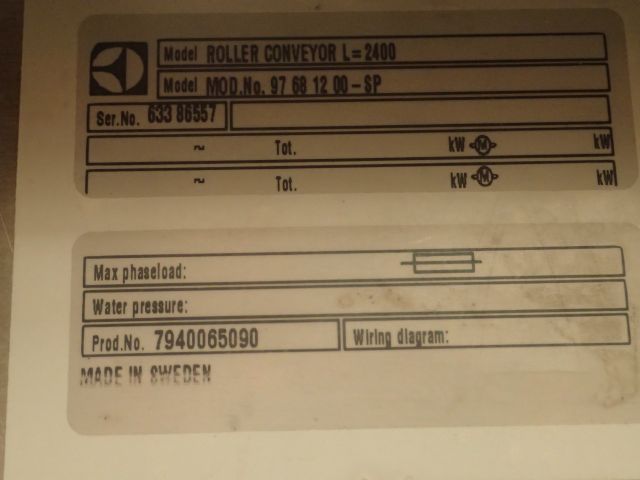 Model ROLLER CONVEYOR L=2400
Model MOD.No. 97 68 12 00-SP
Ser.No. 633 86557
~ Tot. kW M kW
~ Tot. kW M kW
Max phaseload:
Water pressure:
Prod.No. 7940065090 Wiring diagram:
MADE IN SWEDEN